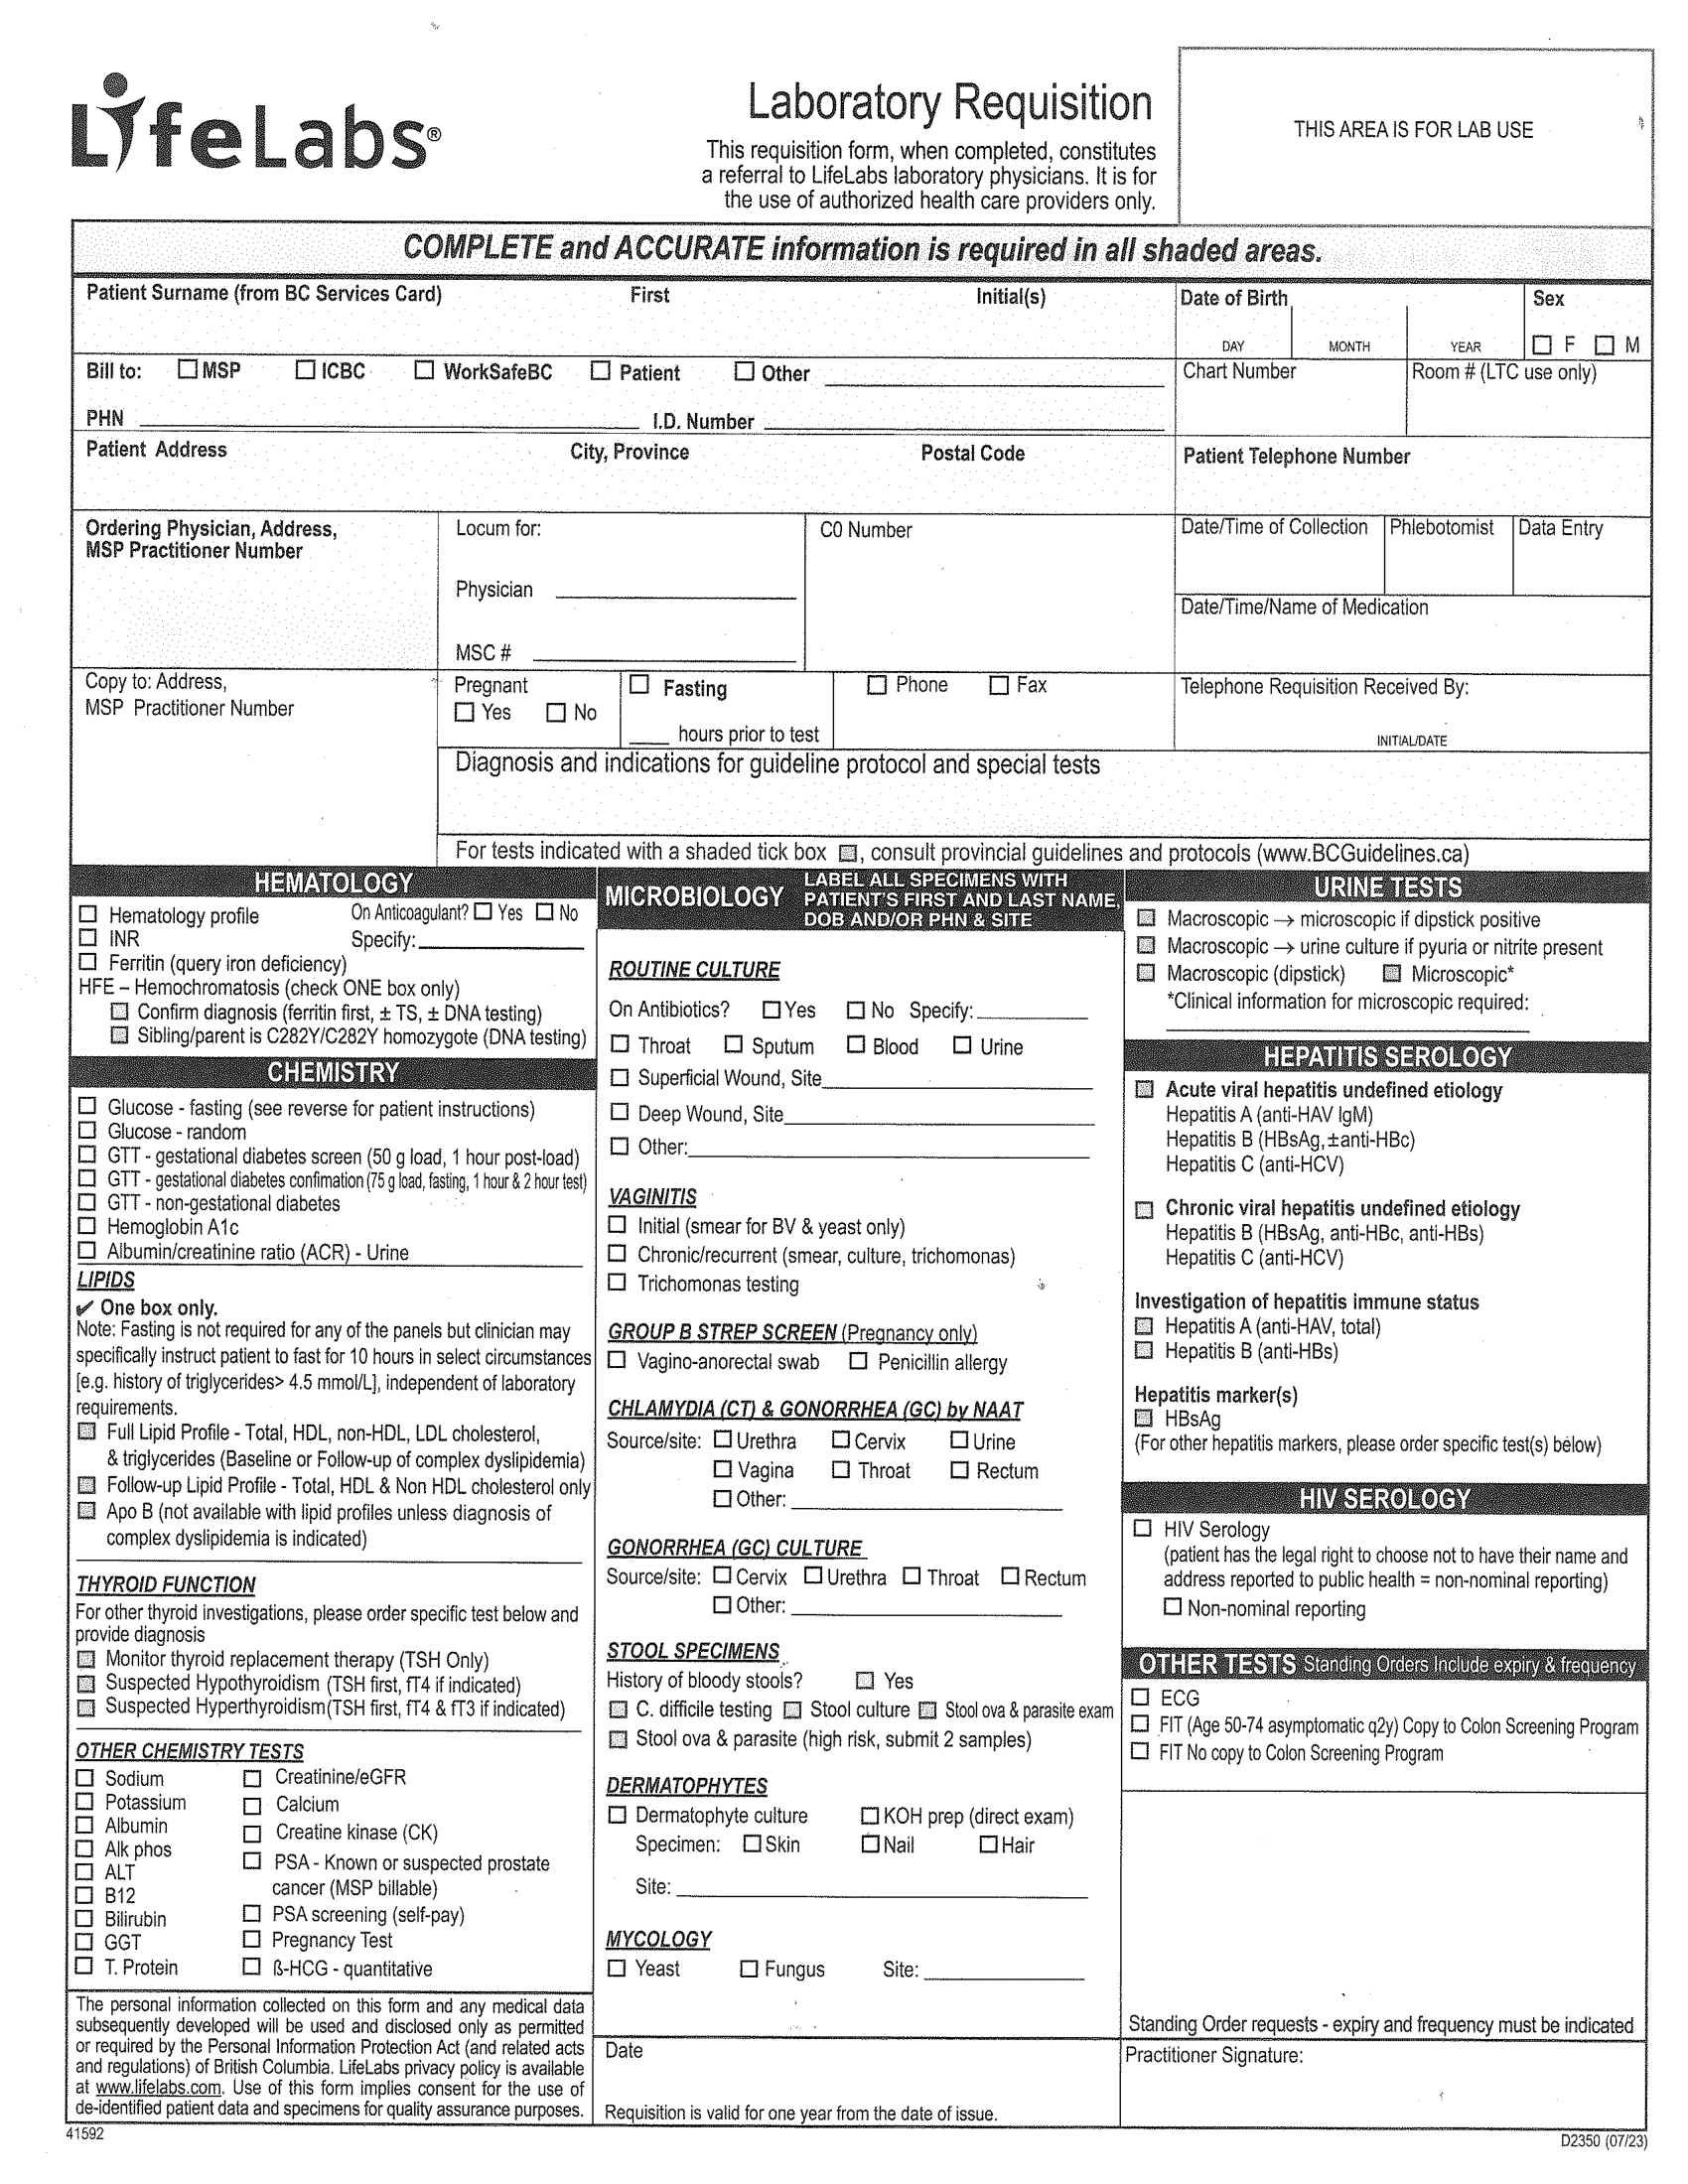 LifeLabs®
Laboratory Requisition
This requisition form, when completed, constitutes
a referral to LifeLabs laboratory physicians. It is for
the use of authorized health care providers only.
THIS AREA IS FOR LAB USE
COMPLETE and ACCURATE information is required in all shaded areas.
Patient Surname (from BC Services Card) First Initial(s) Date of Birth Sex
DAY MONTH YEAR ☐ F ☐ M
Bill to: ☐ MSP ☐ ICBC ☐ WorkSafeBC ☐ Patient ☐ Other
Chart Number Room # (LTC use only)
PHN I.D. Number
Patient Address City, Province Postal Code Patient Telephone Number
Ordering Physician, Address,
MSP Practitioner Number
Locum for:
Physician
MSC #
C0 Number
Date/Time of Collection Phlebotomist Data Entry
Date/Time/Name of Medication
Copy to: Address,
MSP Practitioner Number
Pregnant
☐ Yes ☐ No
☐ Fasting
hours prior to test
☐ Phone ☐ Fax
Telephone Requisition Received By:
INITIAL/DATE
Diagnosis and indications for guideline protocol and special tests
For tests indicated with a shaded tick box ☐, consult provincial guidelines and protocols (www.BCGuidelines.ca)
HEMATOLOGY
☐ Hematology profile On Anticoagulant? ☐ Yes ☐ No
☐ INR Specify:
☐ Ferritin (query iron deficiency)
HFE – Hemochromatosis (check ONE box only)
☐ Confirm diagnosis (ferritin first, ± TS, ± DNA testing)
☐ Sibling/parent is C282Y/C282Y homozygote (DNA testing)
CHEMISTRY
☐ Glucose - fasting (see reverse for patient instructions)
☐ Glucose - random
☐ GTT - gestational diabetes screen (50 g load, 1 hour post-load)
☐ GTT - gestational diabetes confimation (75 g load, fasting, 1 hour & 2 hour test)
☐ GTT - non-gestational diabetes
☐ Hemoglobin A1c
☐ Albumin/creatinine ratio (ACR) - Urine
LIPIDS
✔ One box only.
Note: Fasting is not required for any of the panels but clinician may
specifically instruct patient to fast for 10 hours in select circumstances
[e.g. history of triglycerides> 4.5 mmol/L], independent of laboratory
requirements.
☐ Full Lipid Profile - Total, HDL, non-HDL, LDL cholesterol,
& triglycerides (Baseline or Follow-up of complex dyslipidemia)
☐ Follow-up Lipid Profile - Total, HDL & Non HDL cholesterol only
☐ Apo B (not available with lipid profiles unless diagnosis of
complex dyslipidemia is indicated)
THYROID FUNCTION
For other thyroid investigations, please order specific test below and
provide diagnosis
☐ Monitor thyroid replacement therapy (TSH Only)
☐ Suspected Hypothyroidism (TSH first, fT4 if indicated)
☐ Suspected Hyperthyroidism(TSH first, fT4 & fT3 if indicated)
OTHER CHEMISTRY TESTS
☐ Sodium
☐ Potassium
☐ Albumin
☐ Alk phos
☐ ALT
☐ B12
☐ Bilirubin
☐ GGT
☐ T. Protein
☐ Creatinine/eGFR
☐ Calcium
☐ Creatine kinase (CK)
☐ PSA - Known or suspected prostate
cancer (MSP billable)
☐ PSA screening (self-pay)
☐ Pregnancy Test
☐ ß-HCG - quantitative
The personal information collected on this form and any medical data
subsequently developed will be used and disclosed only as permitted
or required by the Personal Information Protection Act (and related acts
and regulations) of British Columbia. LifeLabs privacy policy is available
at www.lifelabs.com. Use of this form implies consent for the use of
de-identified patient data and specimens for quality assurance purposes.
MICROBIOLOGY
LABEL ALL SPECIMENS WITH
PATIENT'S FIRST AND LAST NAME,
DOB AND/OR PHN & SITE
ROUTINE CULTURE
On Antibiotics? ☐ Yes ☐ No Specify:
☐ Throat ☐ Sputum ☐ Blood ☐ Urine
☐ Superficial Wound, Site
☐ Deep Wound, Site
☐ Other:
VAGINITIS
☐ Initial (smear for BV & yeast only)
☐ Chronic/recurrent (smear, culture, trichomonas)
☐ Trichomonas testing
GROUP B STREP SCREEN (Pregnancy only)
☐ Vagino-anorectal swab ☐ Penicillin allergy
CHLAMYDIA (CT) & GONORRHEA (GC) by NAAT
Source/site: ☐ Urethra ☐ Cervix ☐ Urine
☐ Vagina ☐ Throat ☐ Rectum
☐ Other:
GONORRHEA (GC) CULTURE
Source/site: ☐ Cervix ☐ Urethra ☐ Throat ☐ Rectum
☐ Other:
STOOL SPECIMENS
History of bloody stools? ☐ Yes
☐ C. difficile testing ☐ Stool culture ☐ Stool ova & parasite exam
☐ Stool ova & parasite (high risk, submit 2 samples)
DERMATOPHYTES
☐ Dermatophyte culture ☐ KOH prep (direct exam)
Specimen: ☐ Skin ☐ Nail ☐ Hair
Site:
MYCOLOGY
☐ Yeast ☐ Fungus Site:
Date
Requisition is valid for one year from the date of issue.
URINE TESTS
☐ Macroscopic → microscopic if dipstick positive
☐ Macroscopic → urine culture if pyuria or nitrite present
☐ Macroscopic (dipstick) ☐ Microscopic*
*Clinical information for microscopic required:
HEPATITIS SEROLOGY
☐ Acute viral hepatitis undefined etiology
Hepatitis A (anti-HAV IgM)
Hepatitis B (HBsAg,±anti-HBc)
Hepatitis C (anti-HCV)
☐ Chronic viral hepatitis undefined etiology
Hepatitis B (HBsAg, anti-HBc, anti-HBs)
Hepatitis C (anti-HCV)
Investigation of hepatitis immune status
☐ Hepatitis A (anti-HAV, total)
☐ Hepatitis B (anti-HBs)
Hepatitis marker(s)
☐ HBsAg
(For other hepatitis markers, please order specific test(s) below)
HIV SEROLOGY
☐ HIV Serology
(patient has the legal right to choose not to have their name and
address reported to public health = non-nominal reporting)
☐ Non-nominal reporting
OTHER TESTS Standing Orders Include expiry & frequency
☐ ECG
☐ FIT (Age 50-74 asymptomatic q2y) Copy to Colon Screening Program
☐ FIT No copy to Colon Screening Program
Standing Order requests - expiry and frequency must be indicated
Practitioner Signature:
41592
D2350 (07/23)